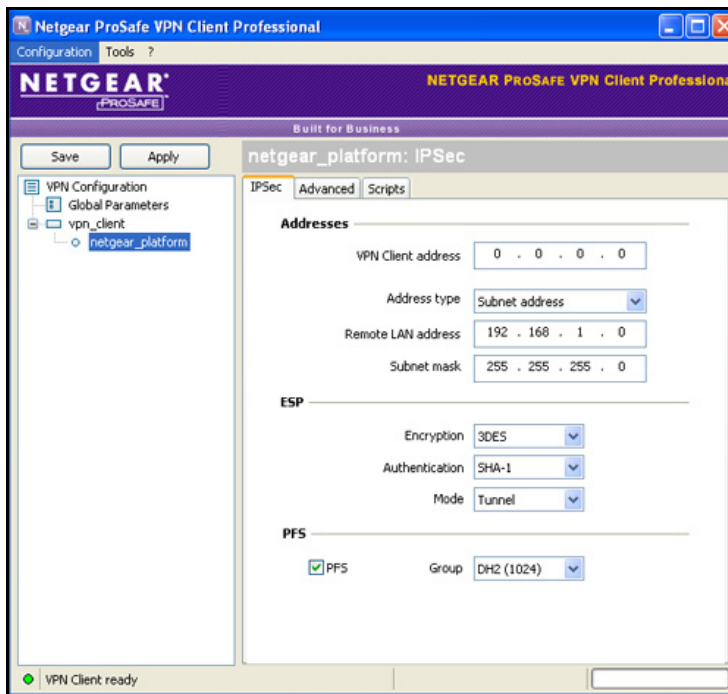 Netgear ProSafe VPN Client Professional
Configuration Tools ?
NETGEAR
PROSAFE
NETGEAR PROSAFE VPN Client Professional
Built for Business
Save Apply
netgear_platform: IPSec
VPN Configuration
Global Parameters
vpn_client
netgear_platform
IPSec Advanced Scripts
Addresses
VPN Client address 0 . 0 . 0 . 0
Address type Subnet address
Remote LAN address 192 . 168 . 1 . 0
Subnet mask 255 . 255 . 255 . 0
ESP
Encryption 3DES
Authentication SHA-1
Mode Tunnel
PFS
PFS Group DH2 (1024)
VPN Client ready